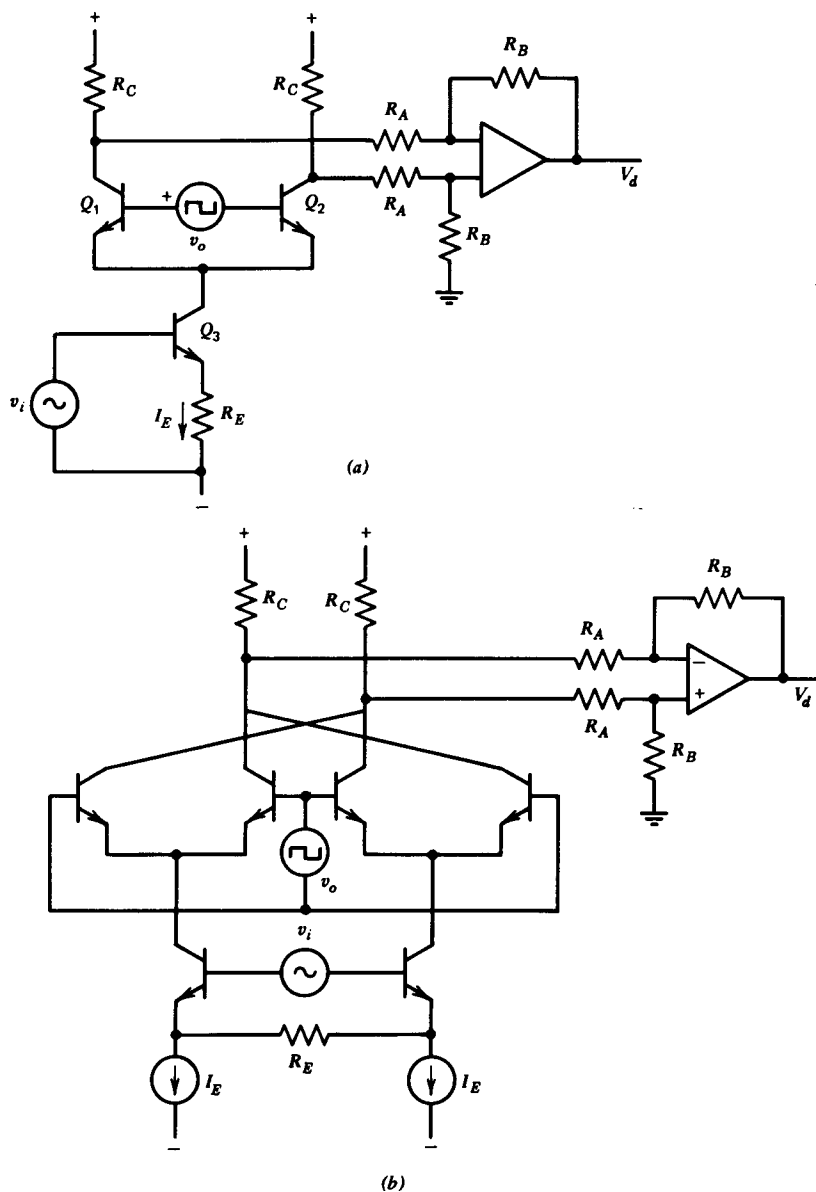 + +
R_C R_C R_B
R_A
V_d
Q_1 + Q_2 R_A
v_o R_B
Q_3
v_i I_E R_E
(a)
−
+ +
R_C R_C R_B
R_A −
+ V_d
R_A
R_B
v_o
v_i
R_E
I_E I_E
− −
(b)